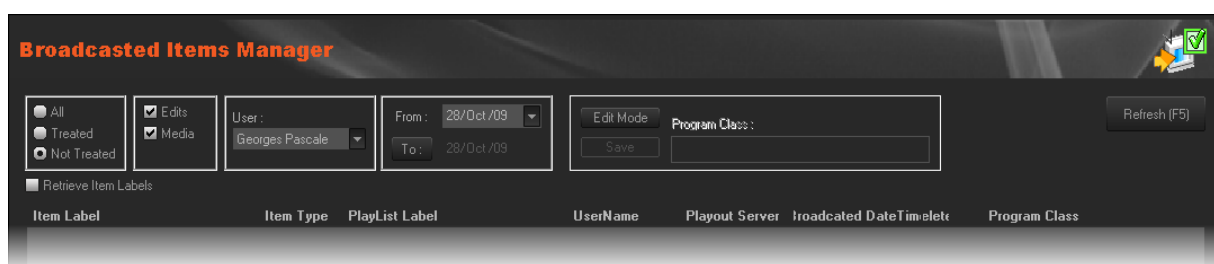 Broadcasted Items Manager
All
Treated
Not Treated
Edits
Media
User :
Georges Pascale
From : 28/Oct/09
To : 28/Oct/09
Edit Mode
Save
Program Class :
Refresh (F5)
Retrieve Item Labels
Item Label Item Type PlayList Label UserName Playout Server Broadcated DateTime Program Class